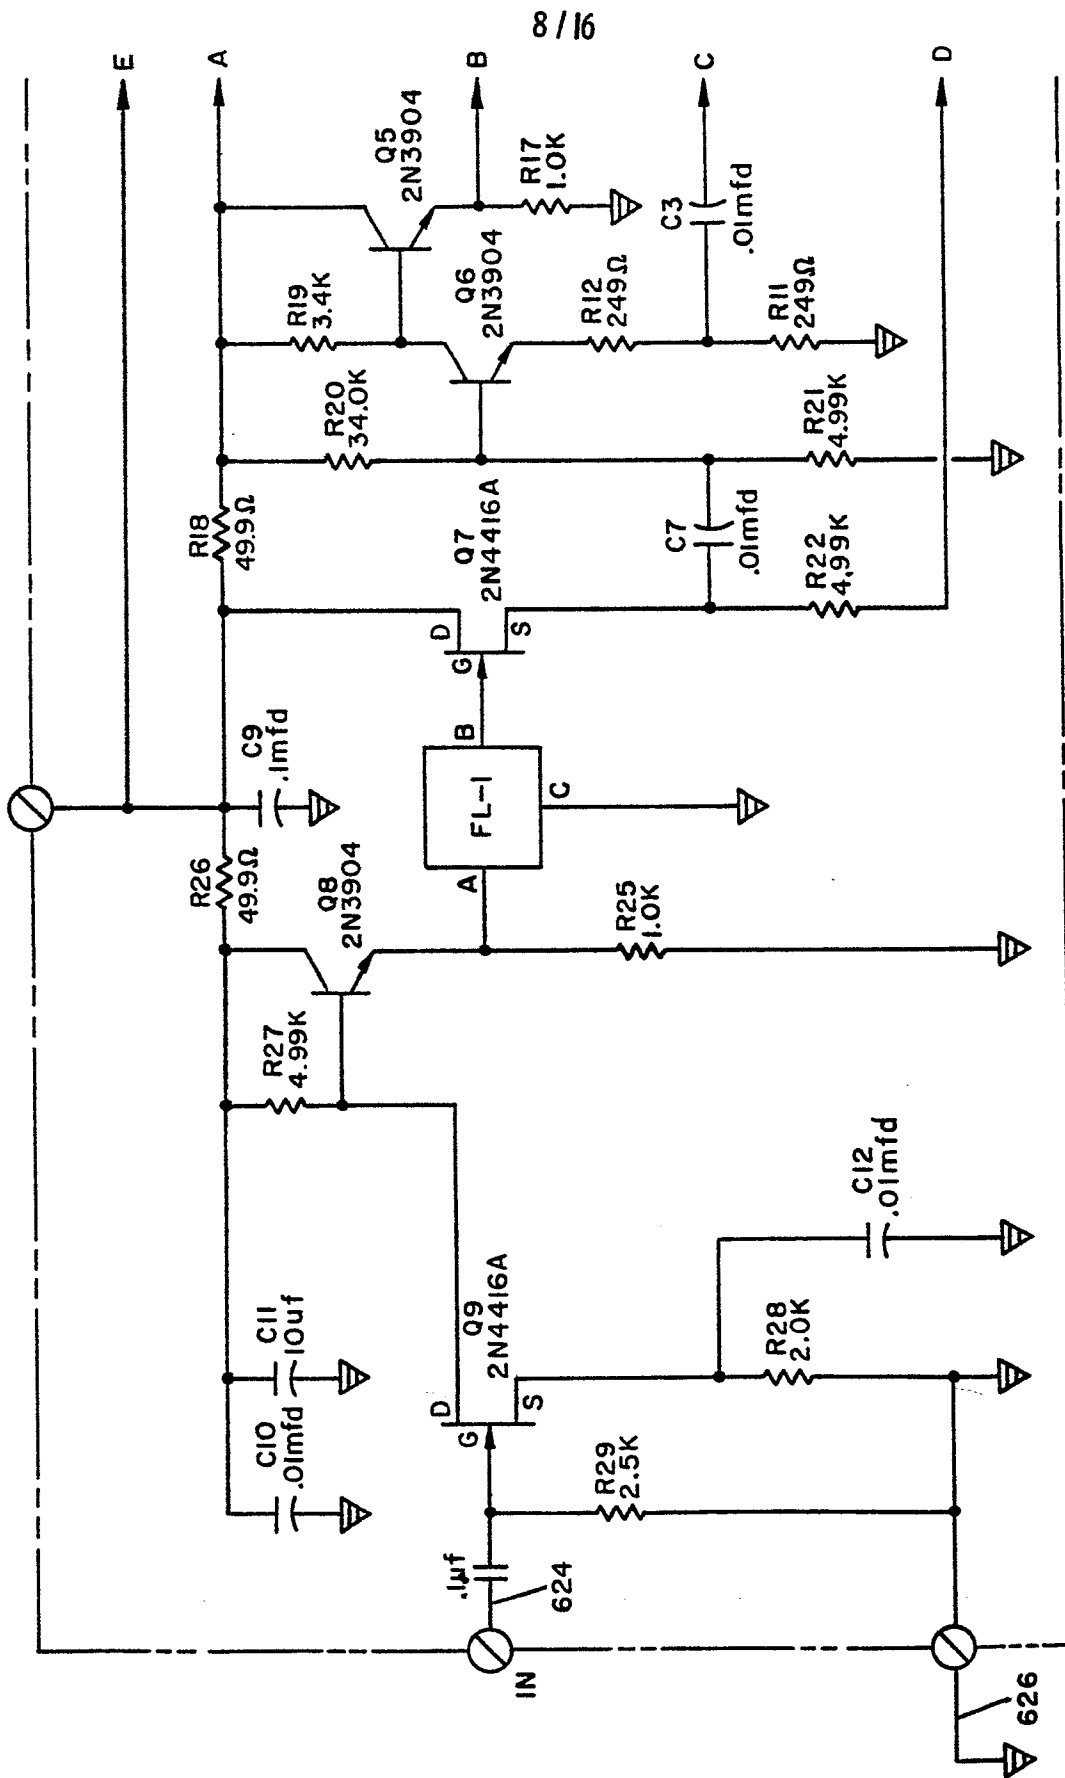 8/16
E
A
B
C
D
Q5
2N3904
R17
1.0K
C3
.01mfd
R19
3.4K
Q6
2N3904
R12
249Ω
R11
249Ω
R20
34.0K
R21
4.99K
R18
49.9Ω
Q7
2N4416A
D
G
S
C7
.01mfd
R22
4.99K
C9
.1mfd
B
FL-1
C
A
R26
49.9Ω
Q8
2N3904
R25
1.0K
R27
4.99K
C12
.01mfd
C11
10uf
C10
.01mfd
Q9
2N4416A
D
G
S
R28
2.0K
R29
2.5K
.1μf
624
IN
626